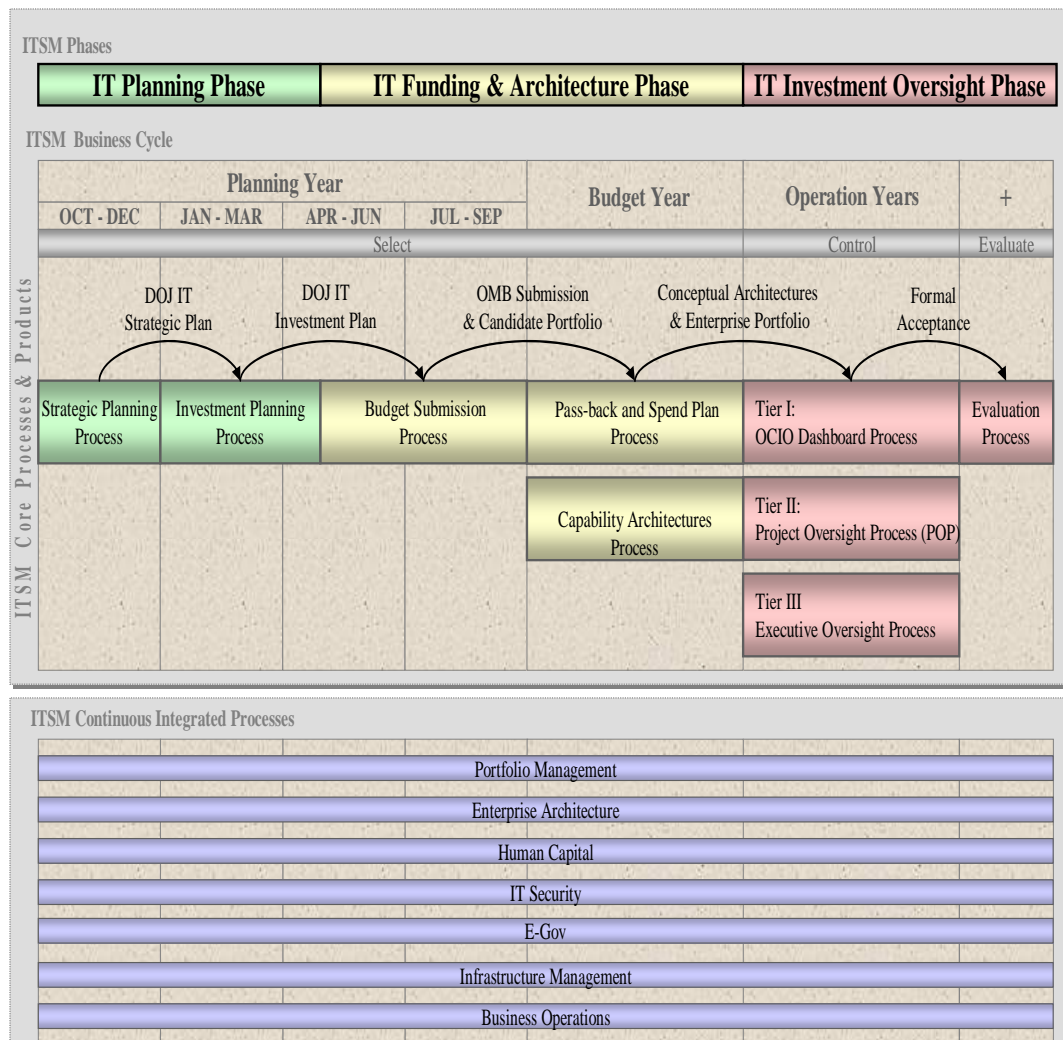 ITSM Phases
IT Planning Phase
IT Funding & Architecture Phase
IT Investment Oversight Phase
ITSM Business Cycle
Planning Year
Budget Year
Operation Years
+
OCT - DEC
JAN - MAR
APR - JUN
JUL - SEP
Select
Control
Evaluate
ITSM Core Processes & Products
DOJ IT
Strategic Plan
DOJ IT
Investment Plan
OMB Submission
& Candidate Portfolio
Conceptual Architectures
& Enterprise Portfolio
Formal
Acceptance
Strategic Planning
Process
Investment Planning
Process
Budget Submission
Process
Pass-back and Spend Plan
Process
Tier I:
OCIO Dashboard Process
Evaluation
Process
Capability Architectures
Process
Tier II:
Project Oversight Process (POP)
Tier III
Executive Oversight Process
ITSM Continuous Integrated Processes
Portfolio Management
Enterprise Architecture
Human Capital
IT Security
E-Gov
Infrastructure Management
Business Operations